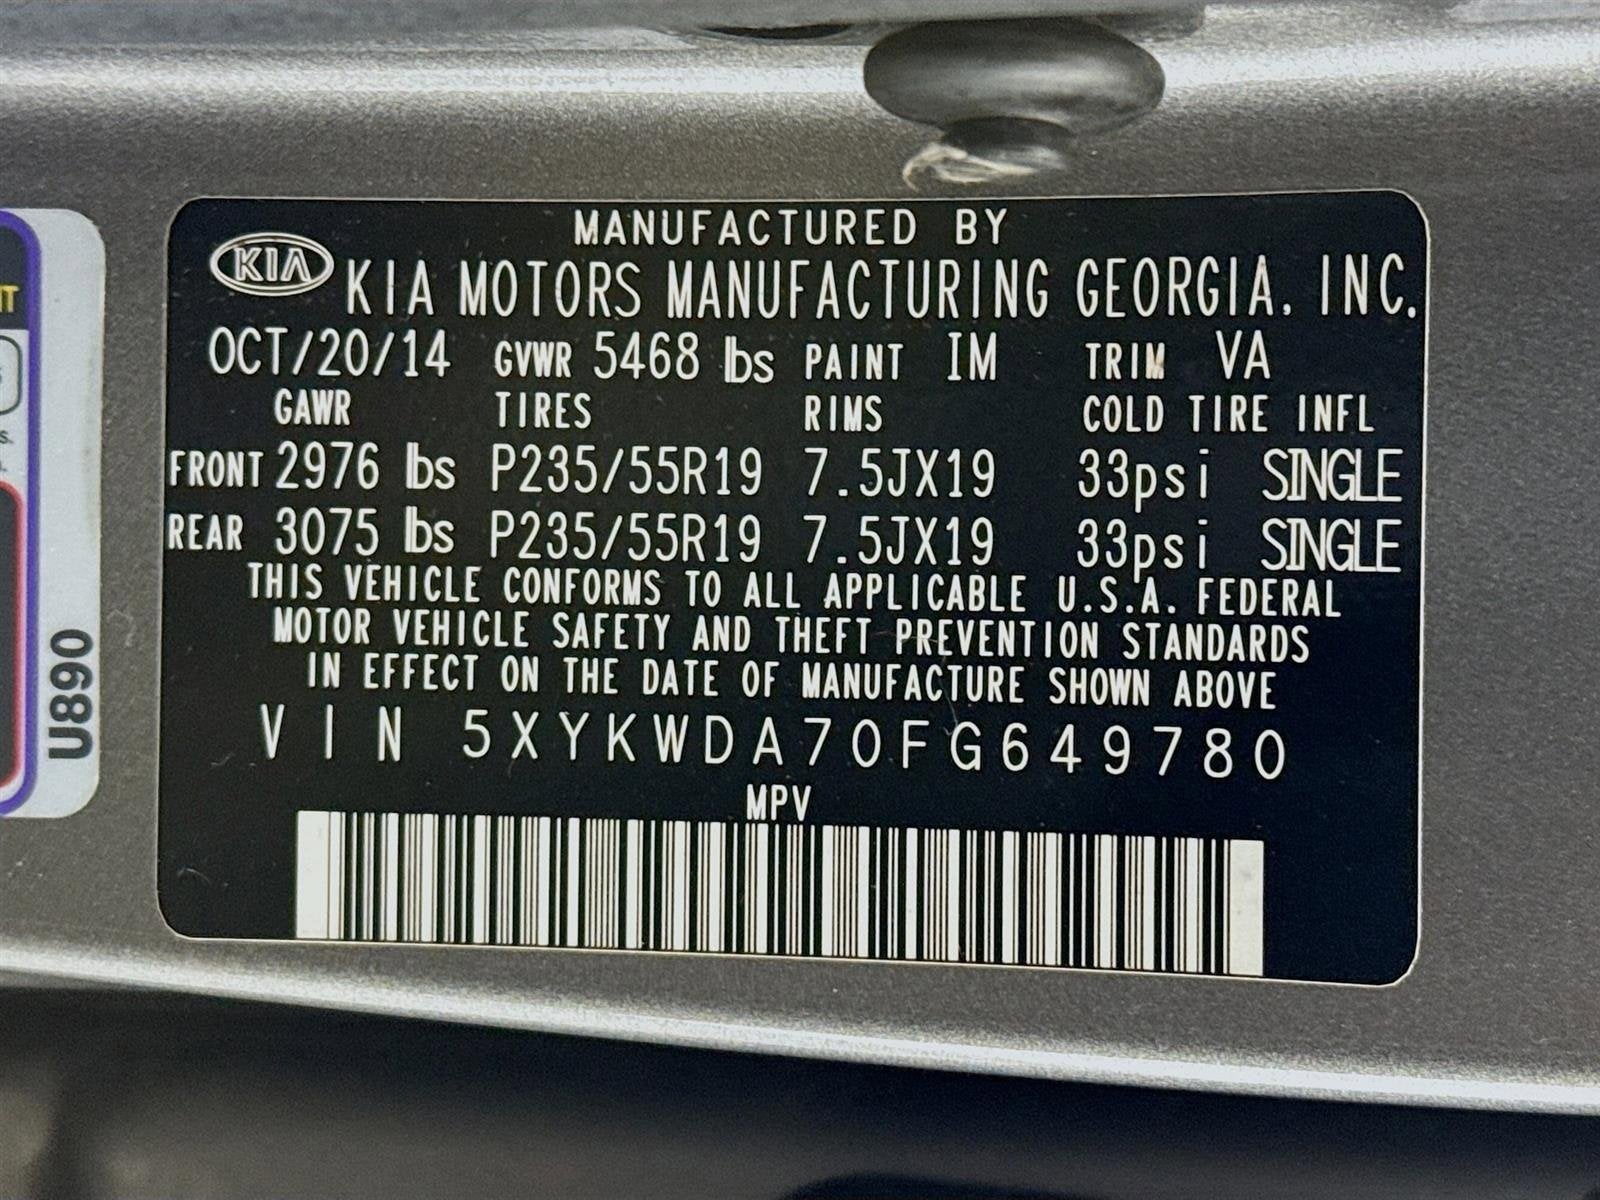 MANUFACTURED BY
KIA KIA MOTORS MANUFACTURING GEORGIA, INC.
OCT/20/14 GVWR 5468 lbs PAINT IM TRIM VA
GAWR TIRES RIMS COLD TIRE INFL
FRONT 2976 lbs P235/55R19 7.5JX19 33psi SINGLE
REAR 3075 lbs P235/55R19 7.5JX19 33psi SINGLE
THIS VEHICLE CONFORMS TO ALL APPLICABLE U.S.A. FEDERAL
MOTOR VEHICLE SAFETY AND THEFT PREVENTION STANDARDS
IN EFFECT ON THE DATE OF MANUFACTURE SHOWN ABOVE
VIN 5XYKWDA70FG649780
MPV
U890